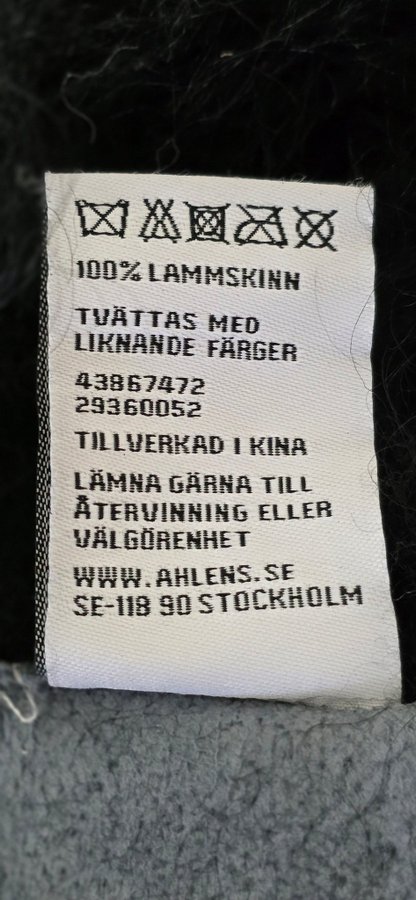 100% LAMMSKINN
TVÄTTAS MED
LIKNANDE FÄRGER
43867472
29360052
TILLVERKAD I KINA
LÄMNA GÄRNA TILL
ÅTERVINNING ELLER
VÄLGÖRENHET
WWW.AHLENS.SE
SE-118 90 STOCKHOLM